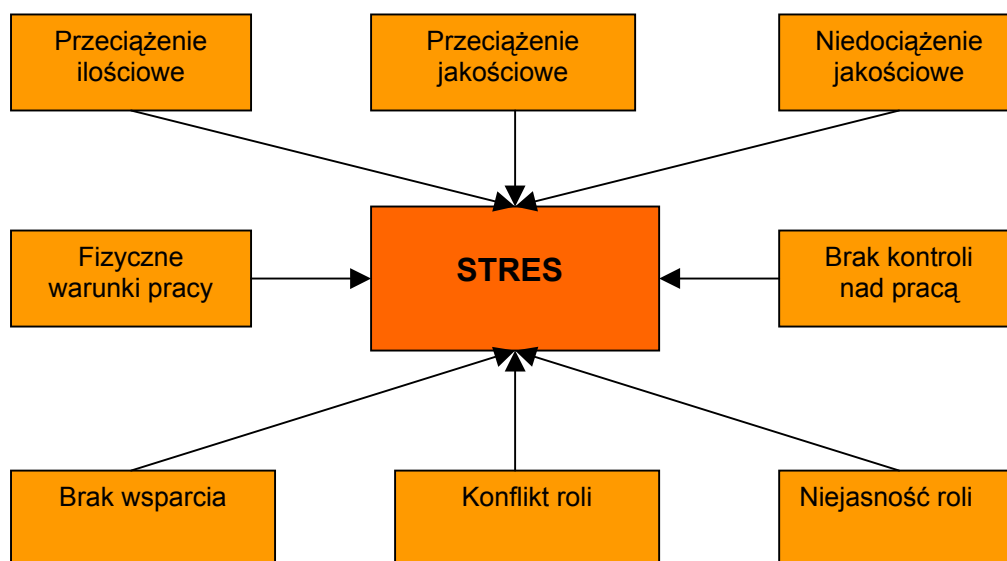 Przeciążenie
ilościowe
Przeciążenie
jakościowe
Niedociążenie
jakościowe
Fizyczne
warunki pracy
STRES
Brak kontroli
nad pracą
Brak wsparcia
Konflikt roli
Niejasność roli